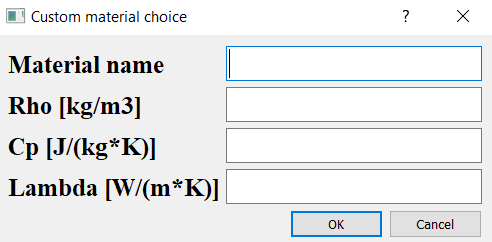 Custom material choice
?
Material name
Rho [kg/m3]
Cp [J/(kg*K)]
Lambda [W/(m*K)]
OK Cancel